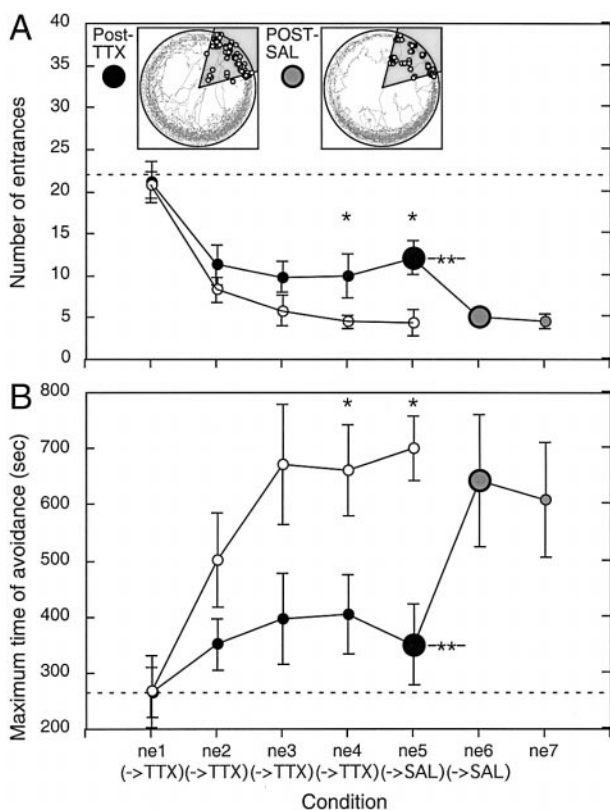 A
Post-
TTX
POST-
SAL
Number of entrances
40
35
30
25
20
15
10
5
0
* *
-**-
B
Maximum time of avoidance (sec)
800
700
600
500
400
300
200
* *
-**-
ne1 ne2 ne3 ne4 ne5 ne6 ne7
(->TTX) (->TTX) (->TTX) (->TTX) (->SAL) (->SAL)
Condition